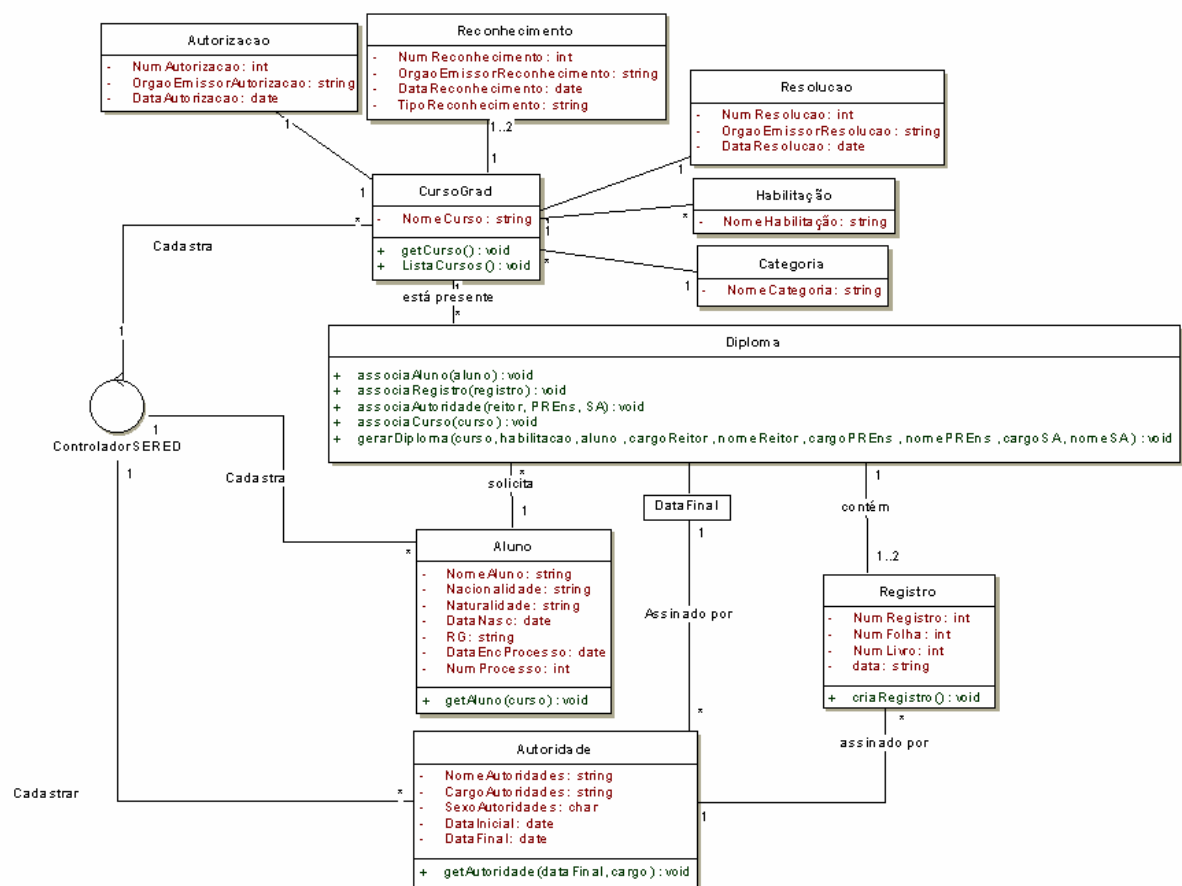 Autorizacao
- NumAutorizacao: int
- OrgaoEmissorAutorizacao: string
- DataAutorizacao: date
Reconhecimento
- NumReconhecimento: int
- OrgaoEmissorReconhecimento: string
- DataReconhecimento: date
- TipoReconhecimento: string
Resolucao
- NumResolucao: int
- OrgaoEmissorResolucao: string
- DataResolucao: date
1
1..2
1
1
1
CursoGrad
- NomeCurso: string
+ getCurso(): void
+ ListaCursos(): void
Habilitação
- NomeHabilitação: string
1
*
Categoria
- NomeCategoria: string
*
1
*
Cadastra
1
1
está presente
*
Diploma
+ associaAluno(aluno): void
+ associaRegistro(registro): void
+ associaAutoridade(reitor, PREns, SA): void
+ associaCurso(curso): void
+ gerarDiploma(curso, habilitacao, aluno, cargoReitor, nomeReitor, cargoPREns, nomePREns, cargoSA, nomeSA): void
ControladorSERED
1
1
Cadastra
*
*
solicita
1
DataFinal
1
Assinado por
*
1
contém
1..2
Aluno
- NomeAluno: string
- Nacionalidade: string
- Naturalidade: string
- DataNasc: date
- RG: string
- DataEncProcesso: date
- NumProcesso: int
+ getAluno(curso): void
Registro
- NumRegistro: int
- NumFolha: int
- NumLivro: int
- data: string
+ criaRegistro(): void
*
assinado por
1
Cadastrar
*
Autoridade
- NomeAutoridades: string
- CargoAutoridades: string
- SexoAutoridades: char
- DataInicial: date
- DataFinal: date
+ getAutoridade(dataFinal, cargo): void